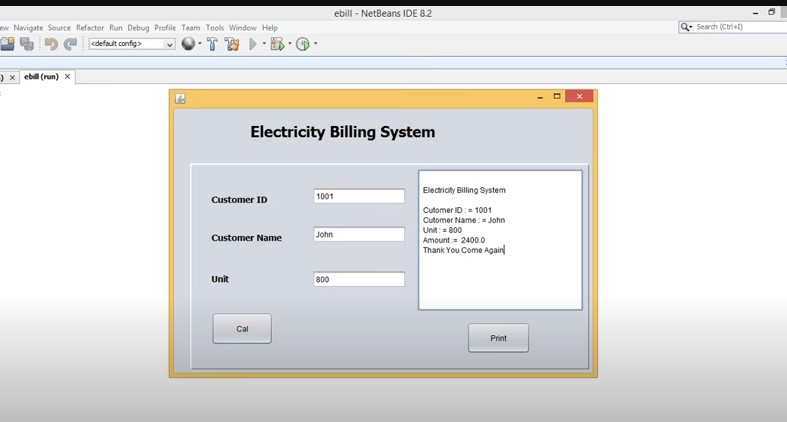 ebill - NetBeans IDE 8.2
ew Navigate Source Refactor Run Debug Profile Team Tools Window Help
Search (Ctrl+I)
<default config>
) ebill (run)
Electricity Billing System
Customer ID
1001
Customer Name
John
Unit
800
Cal
Electricity Billing System
Cutomer ID : = 1001
Cutomer Name : = John
Unit : = 800
Amount := 2400.0
Thank You Come Again
Print